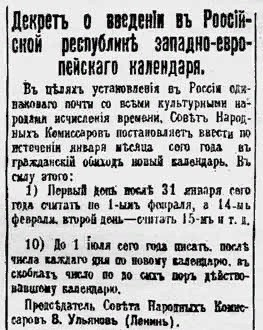 Декретъ о введеніи въ Россій-
ской республикѣ западно-евро-
пейскаго календаря.
Въ цѣляхъ установленія въ Россіи оди-
наковаго почти со всѣми культурными на-
родами исчисленія времени, Совѣтъ Народ-
ныхъ Комиссаровъ постановляетъ ввести по
истеченіи января мѣсяца сего года въ
гражданскій обиходъ новый календарь. Въ
силу этого:
1) Первый день послѣ 31 января сего
года считать не 1-ымъ февраля, а 14-мъ
февраля, второй день—считать 15-мъ и т. д.
10) До 1 іюля сего года писать, послѣ
числа каждаго дня по новому календарю, въ
скобкахъ число по до сихъ поръ дѣйство-
вавшему календарю.
Предсѣдатель Совѣта Народныхъ Комис-
саровъ В. Ульяновъ (Ленинъ).